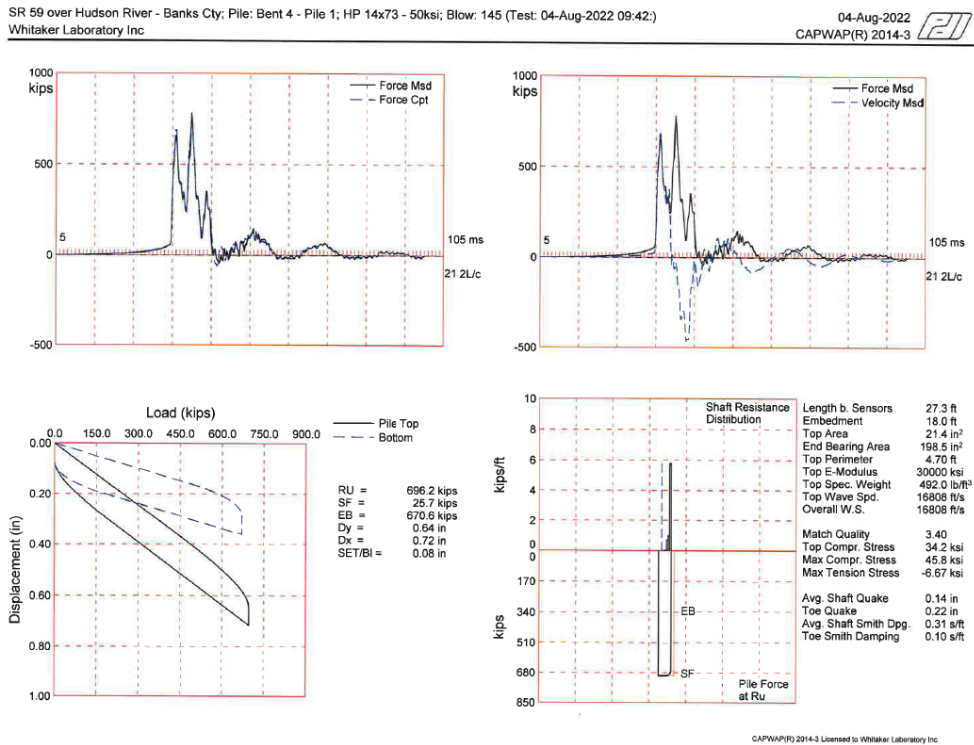 SR 59 over Hudson River - Banks Cty; Pile: Bent 4 - Pile 1; HP 14x73 - 50ksi; Blow: 145 (Test: 04-Aug-2022 09:42:)
Whitaker Laboratory Inc
04-Aug-2022
CAPWAP(R) 2014-3
1000
kips
500
0
-500
5
Force Msd
Force Cpt
105 ms
21 2L/c
1000
kips
500
0
-500
5
Force Msd
Velocity Msd
105 ms
21 2L/c
Load (kips)
0.00 0.0 150.0 300.0 450.0 600.0 750.0 900.0
0.20
0.40
0.60
0.80
1.00
Displacement (in)
Pile Top
Bottom
RU = 696.2 kips
SF = 25.7 kips
EB = 670.6 kips
Dy = 0.64 in
Dx = 0.72 in
SET/Bl = 0.08 in
10
8
6
4
2
0
kips/ft
0
170
340
510
680
850
kips
Shaft Resistance
Distribution
EB
SF
Pile Force
at Ru
Length b. Sensors 27.3 ft
Embedment 18.0 ft
Top Area 21.4 in²
End Bearing Area 198.5 in²
Top Perimeter 4.70 ft
Top E-Modulus 30000 ksi
Top Spec. Weight 492.0 lb/ft³
Top Wave Spd. 16808 ft/s
Overall W.S. 16808 ft/s
Match Quality 3.40
Top Compr. Stress 34.2 ksi
Max Compr. Stress 45.8 ksi
Max Tension Stress -6.67 ksi
Avg. Shaft Quake 0.14 in
Toe Quake 0.22 in
Avg. Shaft Smith Dpg. 0.31 s/ft
Toe Smith Damping 0.10 s/ft
CAPWAP(R) 2014-3 Licensed to Whitaker Laboratory Inc